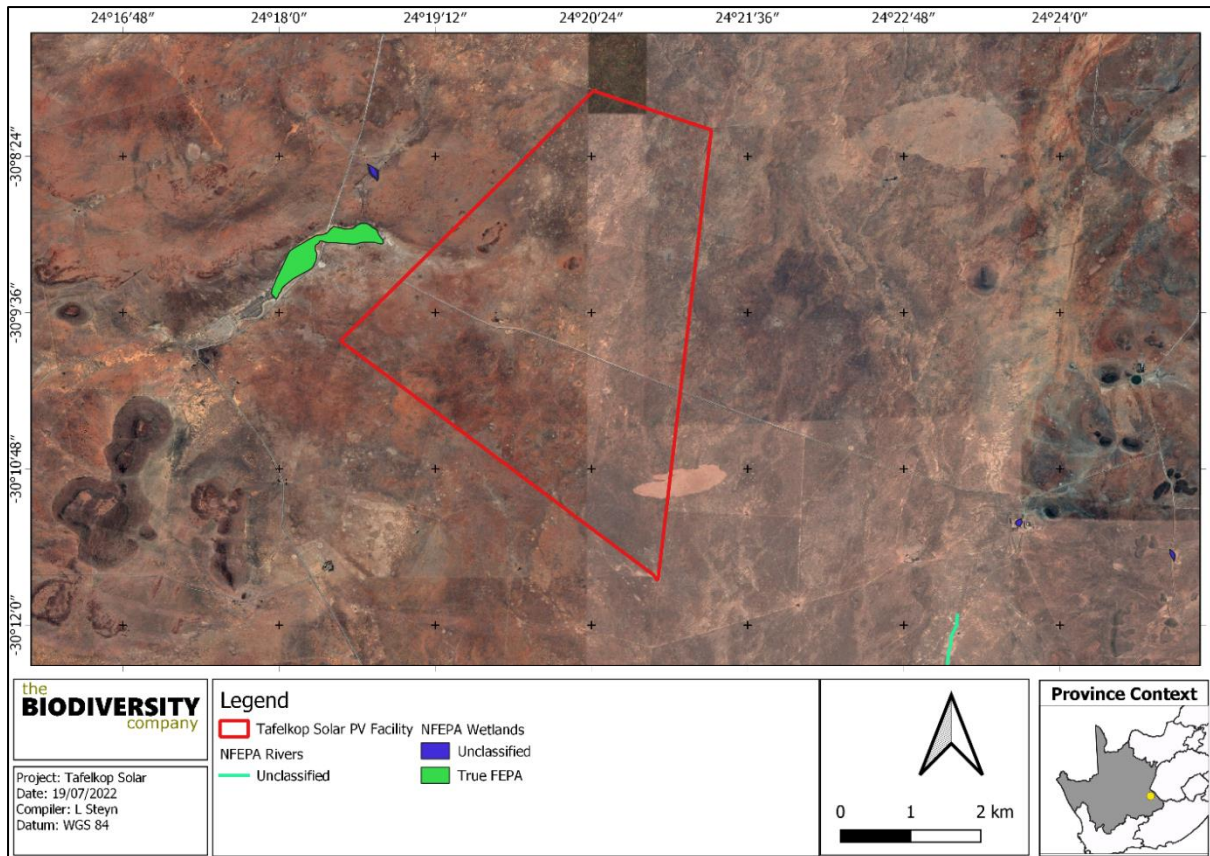 24°16′48″ 24°18′0″ 24°19′12″ 24°20′24″ 24°21′36″ 24°22′48″ 24°24′0″
-30°8′24″
-30°9′36″
-30°10′48″
-30°12′0″
the
BIODIVERSITY
company
Project: Tafelkop Solar
Date: 19/07/2022
Compiler: L Steyn
Datum: WGS 84
Legend
Tafelkop Solar PV Facility
NFEPA Rivers
Unclassified
NFEPA Wetlands
Unclassified
True FEPA
0 1 2 km
Province Context